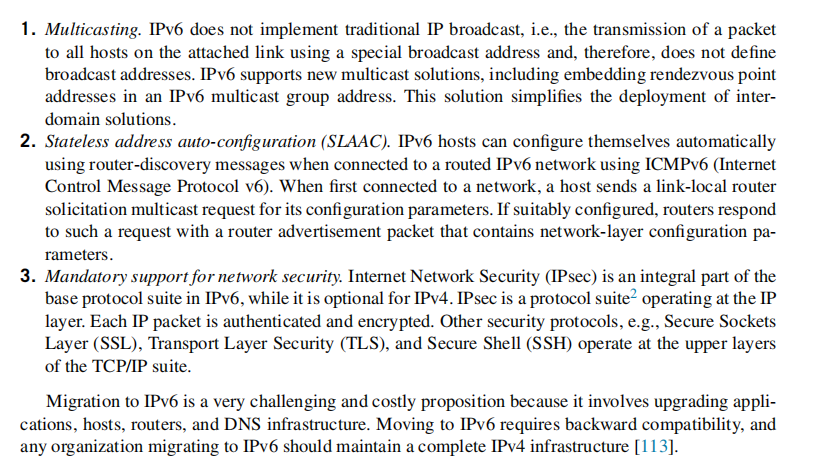 1. Multicasting. IPv6 does not implement traditional IP broadcast, i.e., the transmission of a packet
to all hosts on the attached link using a special broadcast address and, therefore, does not define
broadcast addresses. IPv6 supports new multicast solutions, including embedding rendezvous point
addresses in an IPv6 multicast group address. This solution simplifies the deployment of inter-
domain solutions.
2. Stateless address auto-configuration (SLAAC). IPv6 hosts can configure themselves automatically
using router-discovery messages when connected to a routed IPv6 network using ICMPv6 (Internet
Control Message Protocol v6). When first connected to a network, a host sends a link-local router
solicitation multicast request for its configuration parameters. If suitably configured, routers respond
to such a request with a router advertisement packet that contains network-layer configuration pa-
rameters.
3. Mandatory support for network security. Internet Network Security (IPsec) is an integral part of the
base protocol suite in IPv6, while it is optional for IPv4. IPsec is a protocol suite² operating at the IP
layer. Each IP packet is authenticated and encrypted. Other security protocols, e.g., Secure Sockets
Layer (SSL), Transport Layer Security (TLS), and Secure Shell (SSH) operate at the upper layers
of the TCP/IP suite.
Migration to IPv6 is a very challenging and costly proposition because it involves upgrading appli-
cations, hosts, routers, and DNS infrastructure. Moving to IPv6 requires backward compatibility, and
any organization migrating to IPv6 should maintain a complete IPv4 infrastructure [113].